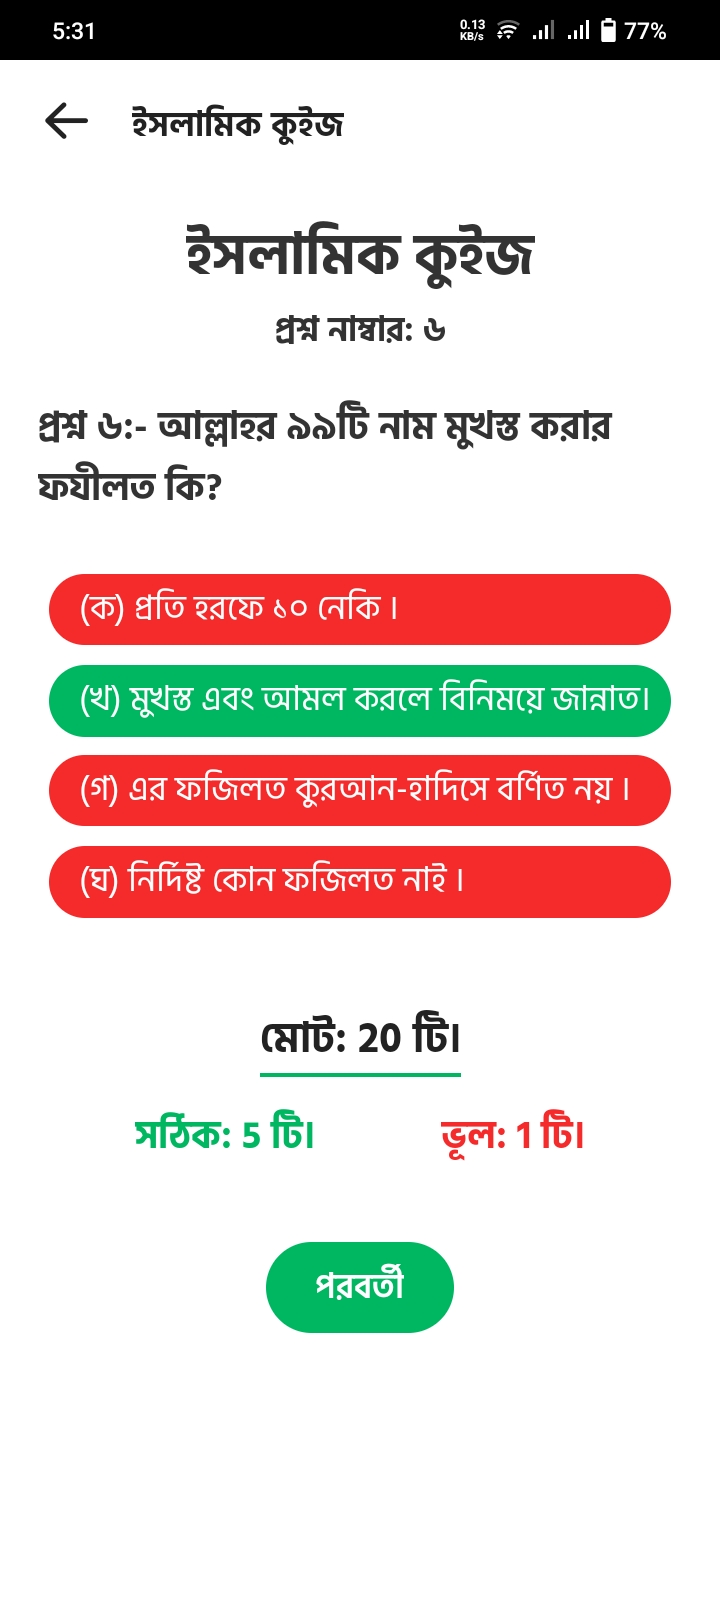 5:31
0.13
KB/s
77%
ইসলামিক কুইজ
ইসলামিক কুইজ
প্রশ্ন নাম্বার: ৬
প্রশ্ন ৬:- আল্লাহর ৯৯টি নাম মুখস্ত করার
ফযীলত কি?
(ক) প্রতি হরফে ১০ নেকি ।
(খ) মুখস্ত এবং আমল করলে বিনিময়ে জান্নাত।
(গ) এর ফজিলত কুরআন-হাদিসে বর্ণিত নয় ।
(ঘ) নির্দিষ্ট কোন ফজিলত নাই ।
মোট: 20 টি।
সঠিক: 5 টি।
ভূল: 1 টি।
পরবর্তী